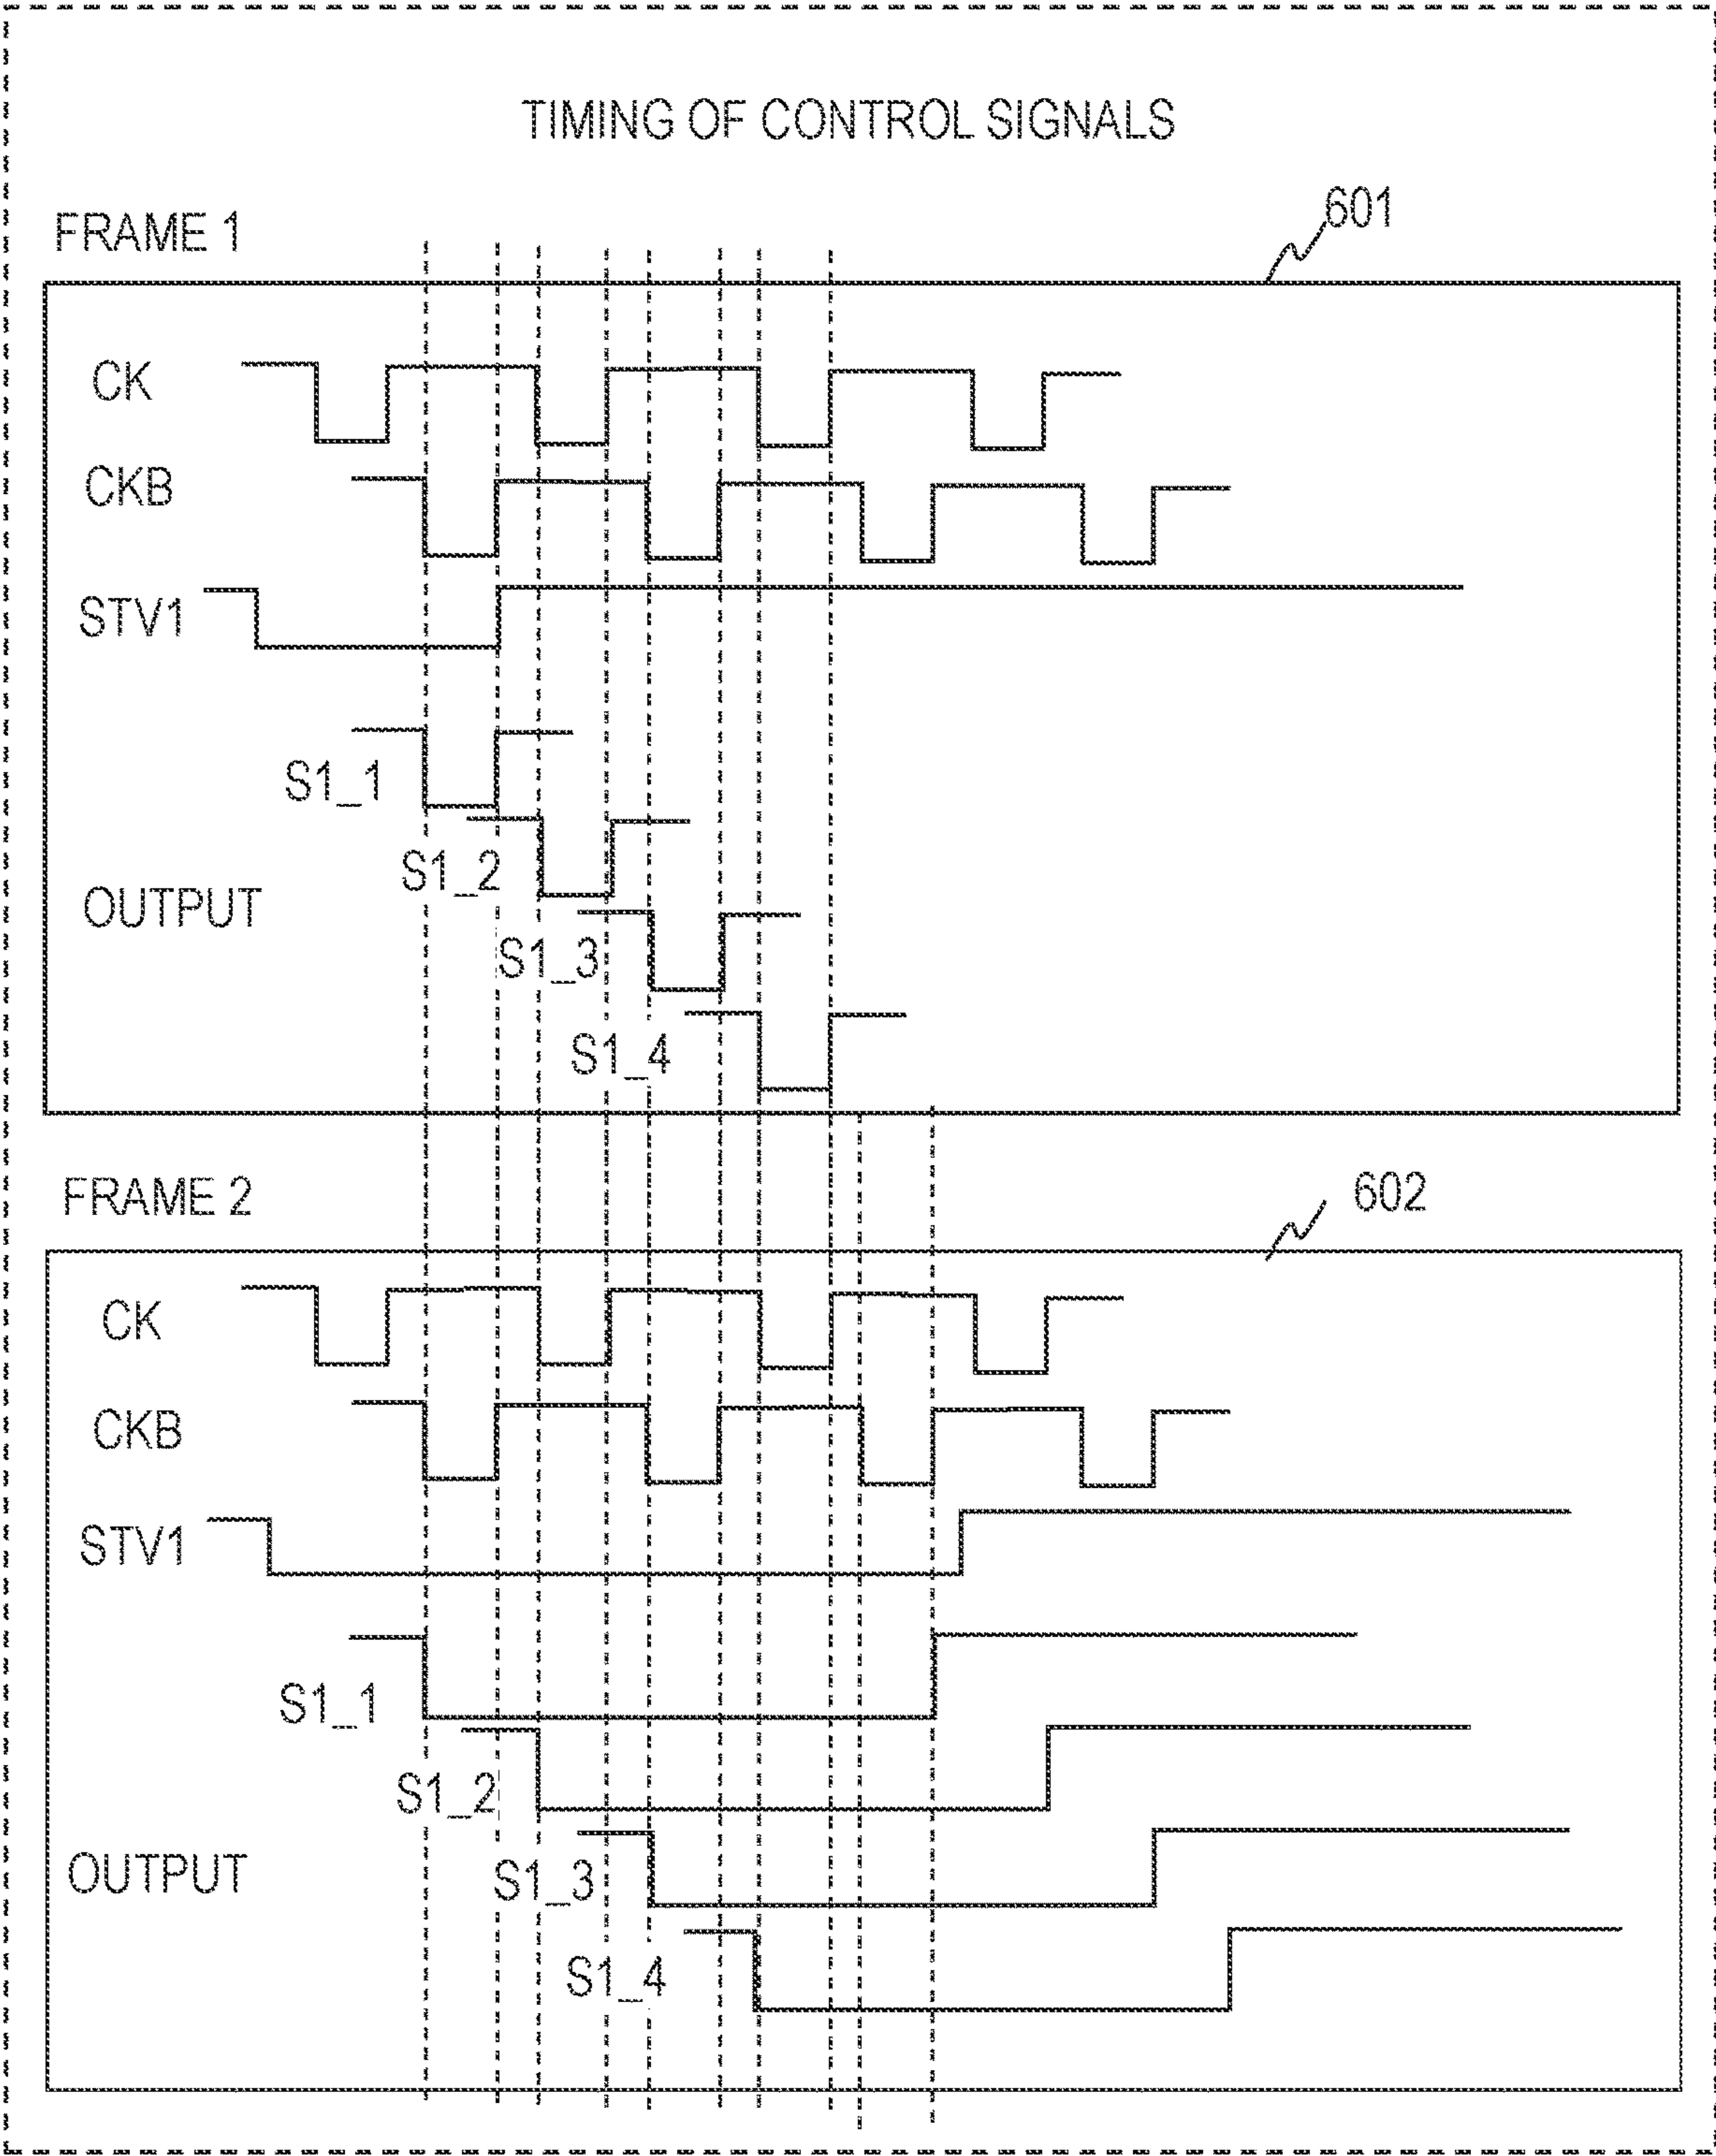 TIMING OF CONTROL SIGNALS
FRAME 1
601
CK
CKB
STV1
S1_1
S1_2
OUTPUT
S1_3
S1_4
FRAME 2
602
CK
CKB
STV1
S1_1
S1_2
OUTPUT
S1_3
S1_4